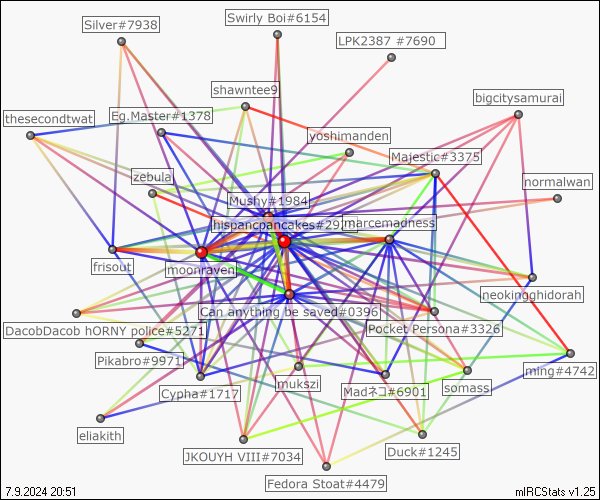 Swirly Boi#6154
Silver#7938
LPK2387 #7690
shawntee9
bigcitysamurai
thesecondtwat
Eg.Master#1378
yoshimanden
Majestic#3375
zebula
normalwan
Mushy#1984
hispancpancakes#29
marcemadness
frisout
moonraven
neokingghidorah
Can anything be saved#0396
DacobDacob hORNY police#5271
Pocket Persona#3326
Pikabro#9971
ming#4742
Cypha#1717
mukszi
Madネコ#6901
somass
eliakith
JKOUYH VIII#7034
Duck#1245
Fedora Stoat#4479
7.9.2024 20:51
mIRCStats v1.25